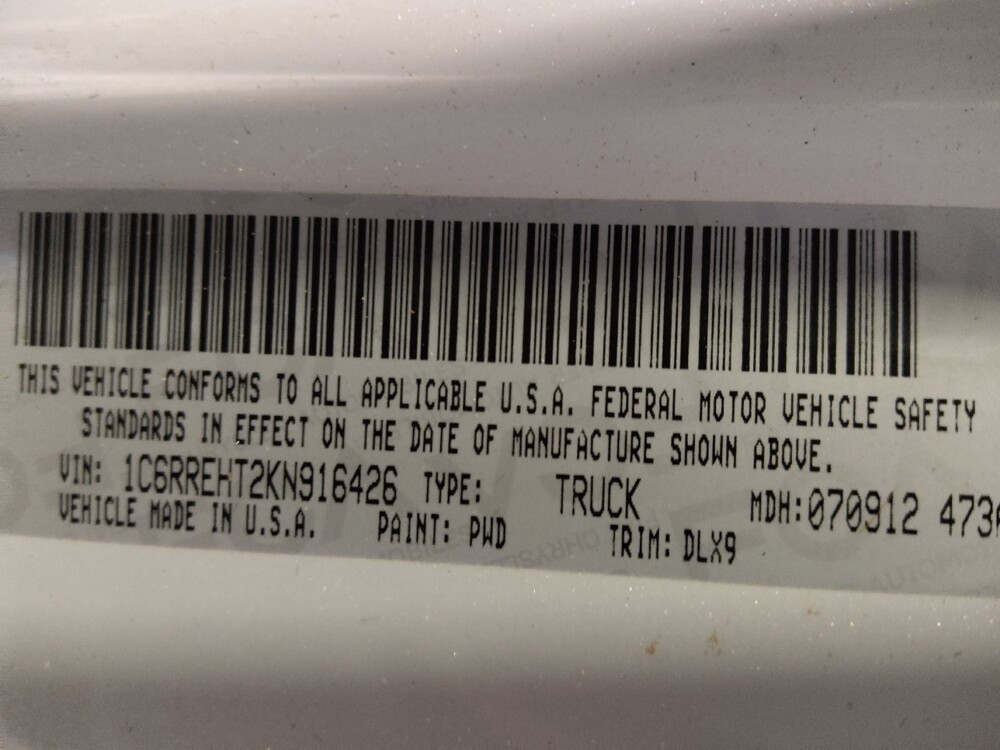 THIS VEHICLE CONFORMS TO ALL APPLICABLE U.S.A. FEDERAL MOTOR VEHICLE SAFETY
STANDARDS IN EFFECT ON THE DATE OF MANUFACTURE SHOWN ABOVE.
VIN: 1C6RREHT2KN916426 TYPE: TRUCK MDH:070912 473
VEHICLE MADE IN U.S.A. PAINT: PWD TRIM: DLX9